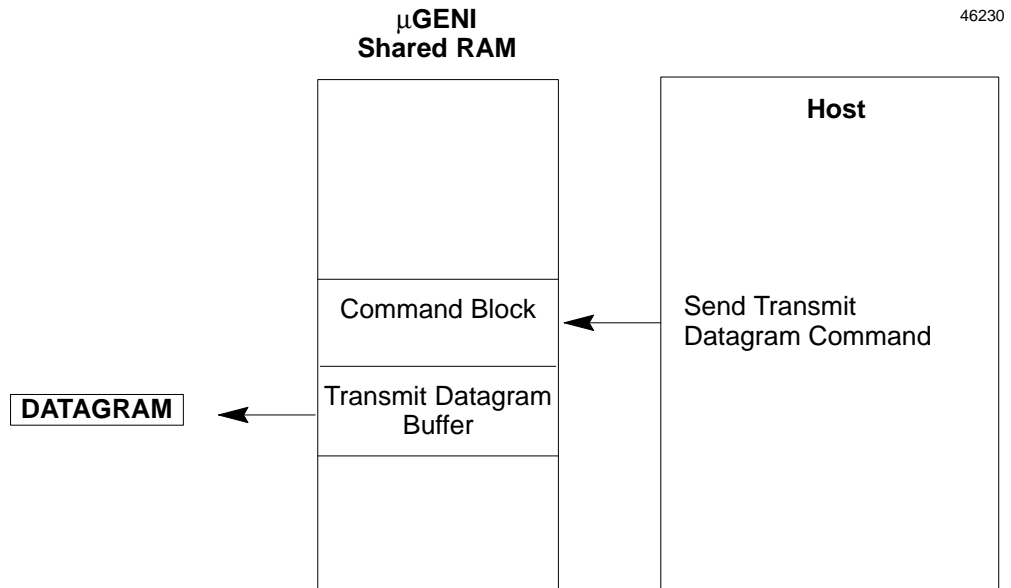 μGENI
Shared RAM
46230
Host
Command Block
Send Transmit
Datagram Command
Transmit Datagram
Buffer
DATAGRAM